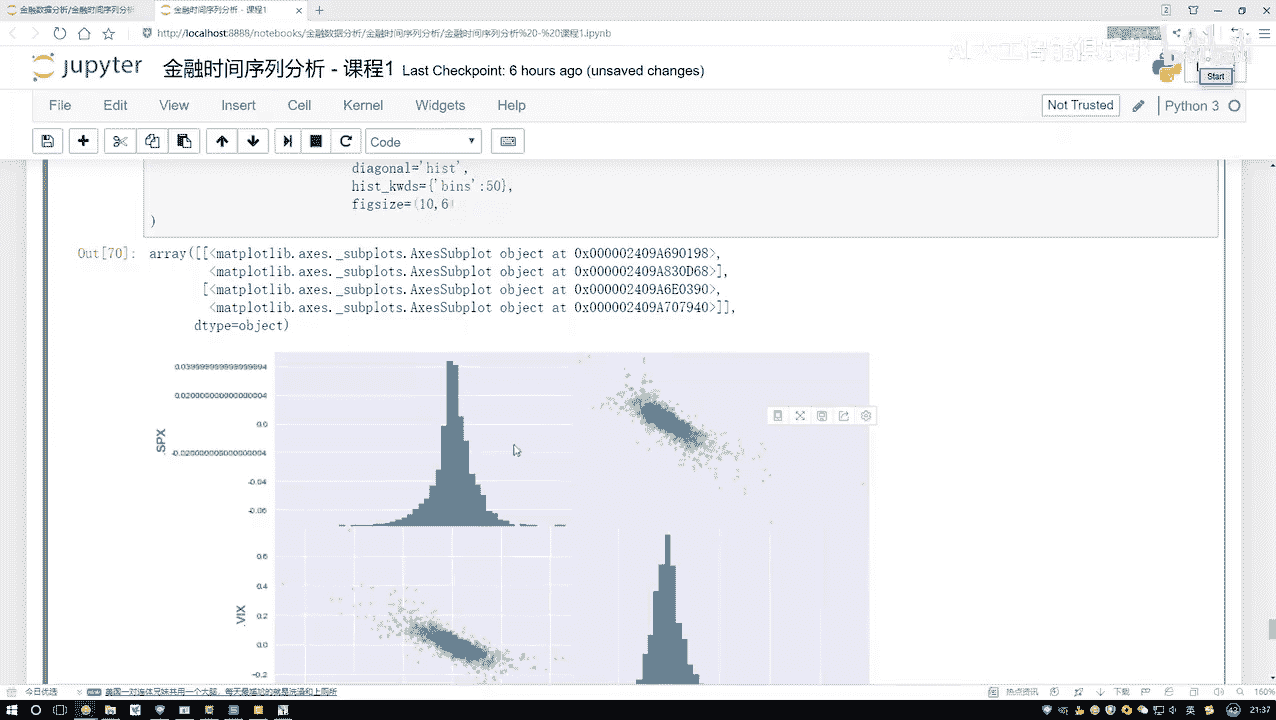 金融数据分析/金融时间序列分析
金融时间序列分析 - 课程1
2
http://localhost:8888/notebooks/金融数据分析/金融时间序列分析/金融时间序列分析%20-%20课程1.ipynb
jupyter 金融时间序列分析 - 课程1 Last Checkpoint: 6 hours ago (unsaved changes)
Start
File Edit View Insert Cell Kernel Widgets Help
Not Trusted Python 3
Code
diagonal='hist',
hist_kwds={'bins':50},
figsize=(10,6
)
Out[70]: array([[<matplotlib.axes._subplots.AxesSubplot object at 0x000002409A690198>,
<matplotlib.axes._subplots.AxesSubplot object at 0x000002409A830D68>],
[<matplotlib.axes._subplots.AxesSubplot object at 0x000002409A6E0390>,
<matplotlib.axes._subplots.AxesSubplot object at 0x000002409A707940>]],
dtype=object)
.SPX
0.0
-0.04
-0.06
.VIX
0.6
0.4
0.2
0.0
-0.2
今日优选
热点资讯
下载
160%
英
21:37